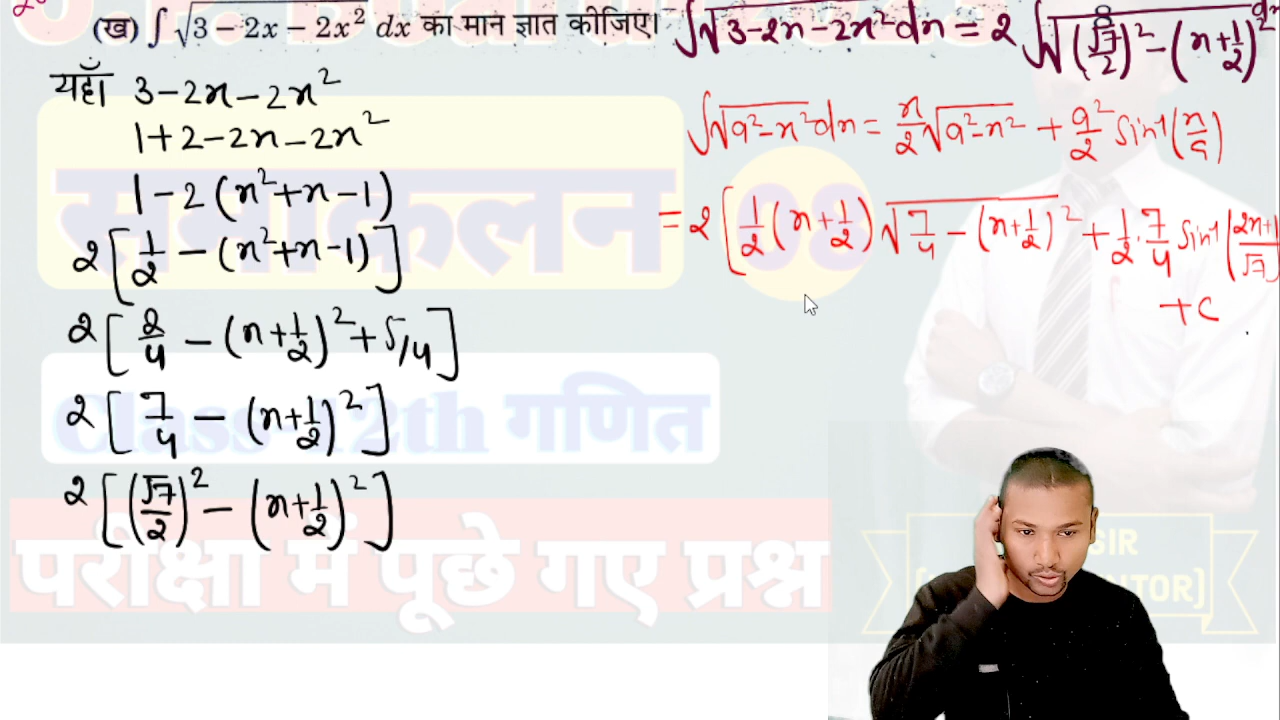 (ख) ∫ √3 − 2x − 2x² dx का मान ज्ञात कीजिए।
∫√3-2x-2x² dx = 2 ∫√(√7/2)² - (x+1/2)² dx
यहाँ 3-2x-2x²
1+2-2x-2x²
1-2(x²+x-1)
2[1/2 - (x²+x-1)]
2[2/4 - (x+1/2)² + 5/4]
2[7/4 - (x+1/2)²]
2[(√7/2)² - (x+1/2)²]
∫√a²-x² dx = x/2 √a²-x² + a²/2 sin⁻¹(x/a)
= 2[1/2 (x+1/2) √7/4 - (x+1/2)² + 1/2 · 7/4 sin⁻¹(2x+1/√7
+c
समाकलन 08
Class 12th गणित
परीक्षा में पूछे गए प्रश्न
SIR